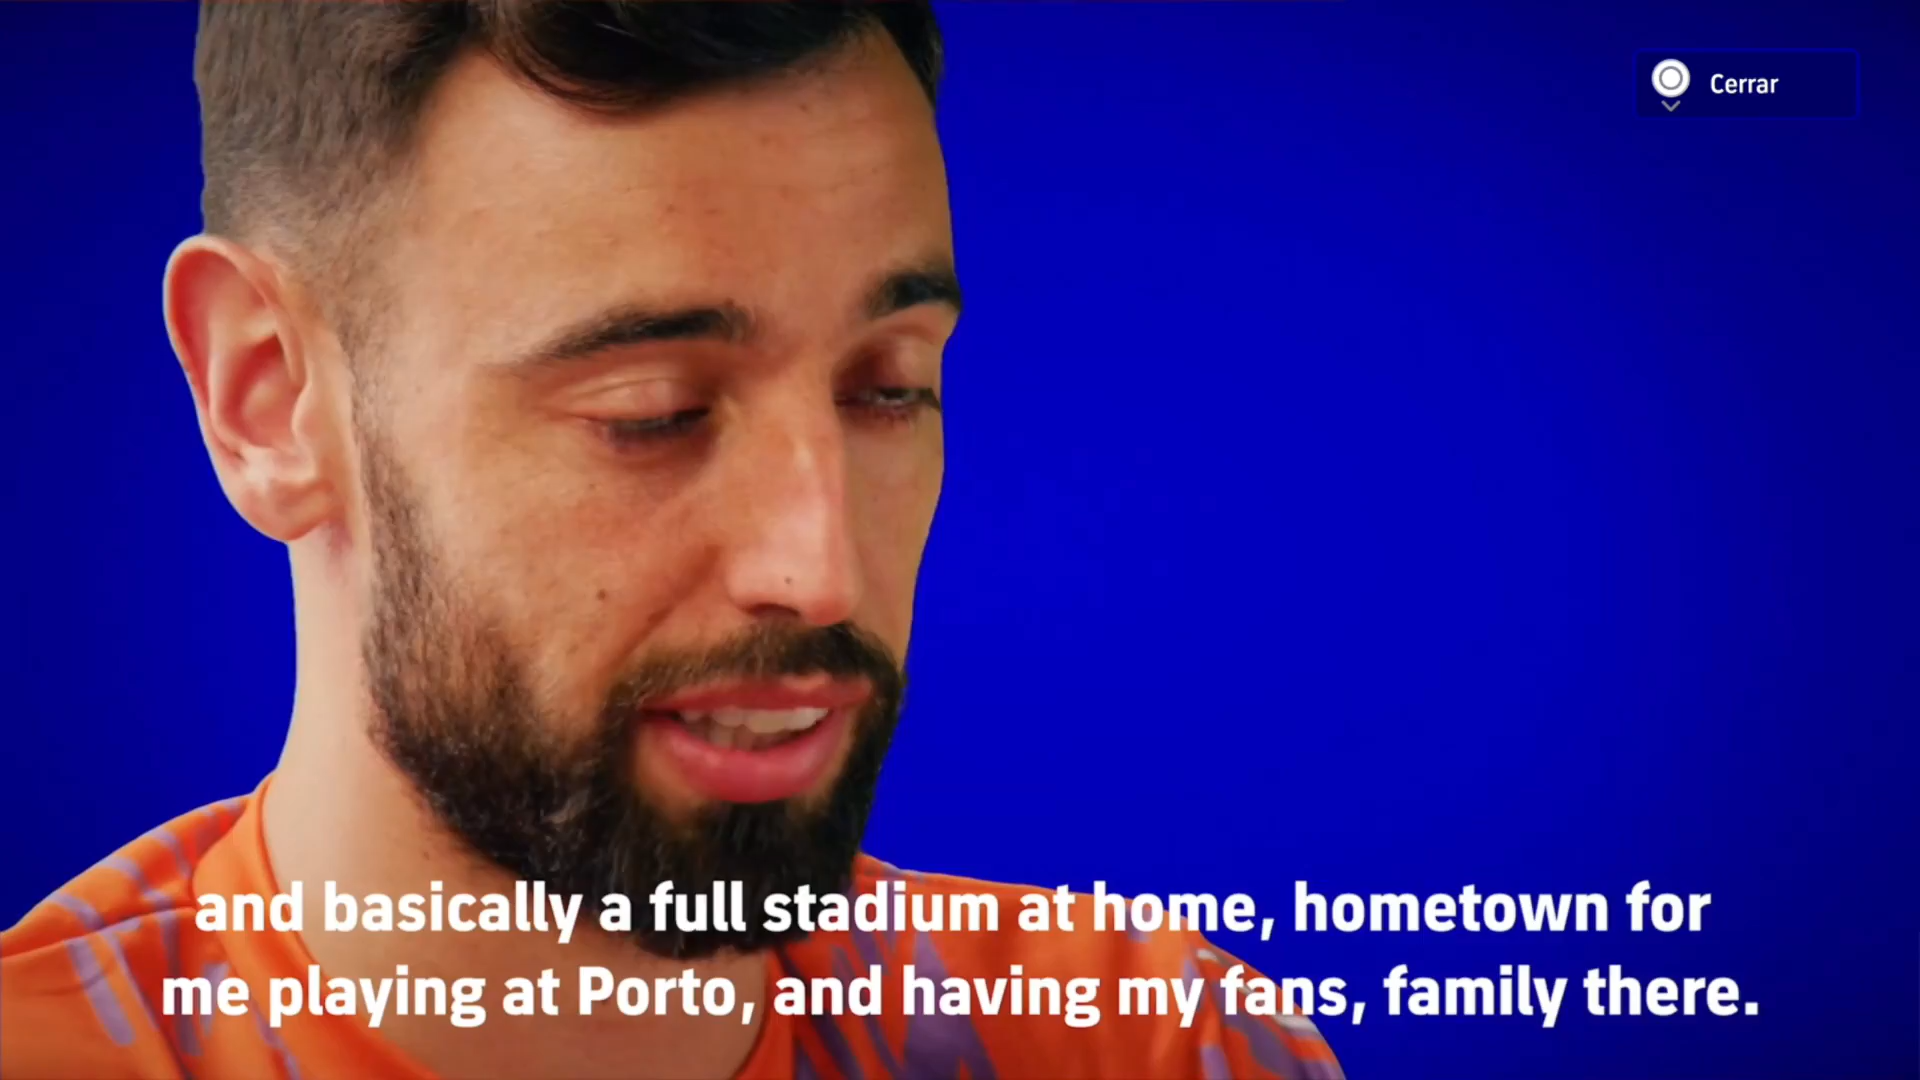 Cerrar
and basically a full stadium at home, hometown for
me playing at Porto, and having my fans, family there.